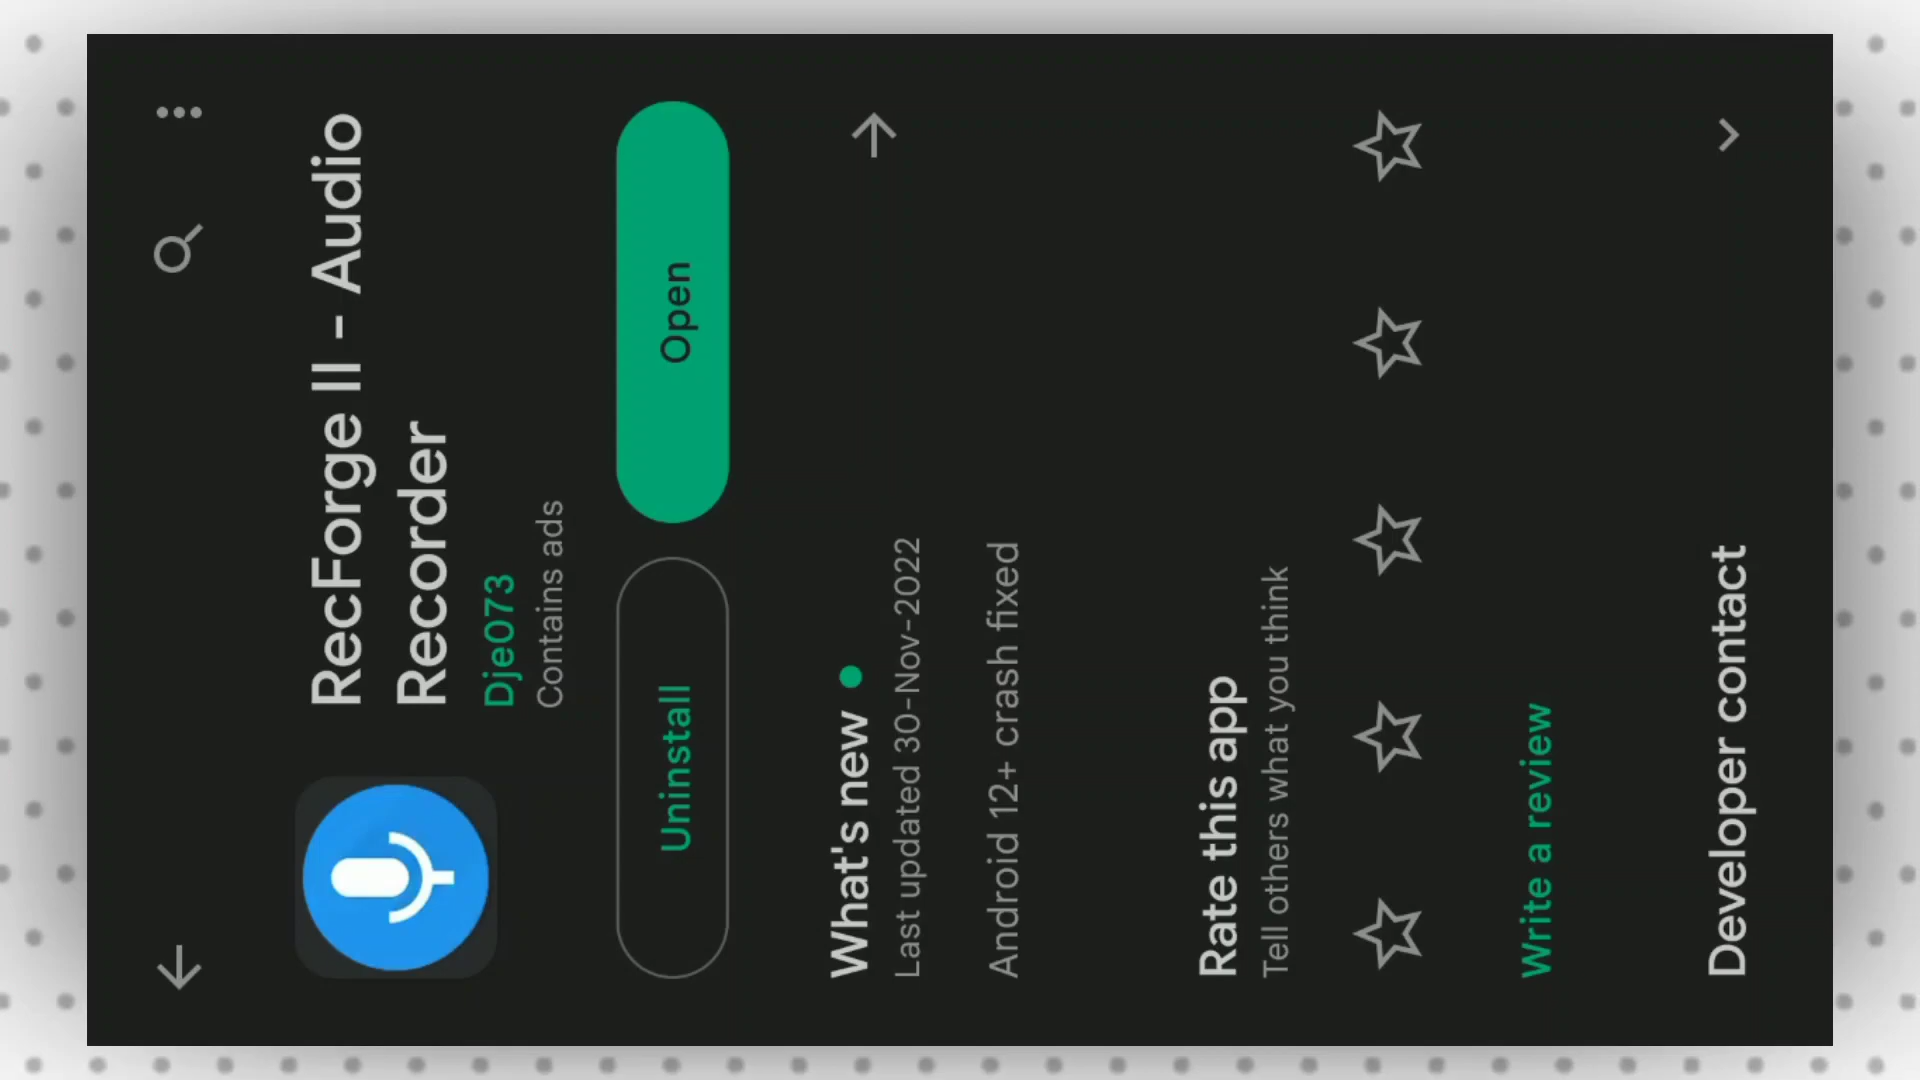 RecForge II - Audio
Recorder
Dje073
Contains ads
Uninstall
Open
What's new
Last updated 30-Nov-2022
Android 12+ crash fixed
Rate this app
Tell others what you think
Write a review
Developer contact